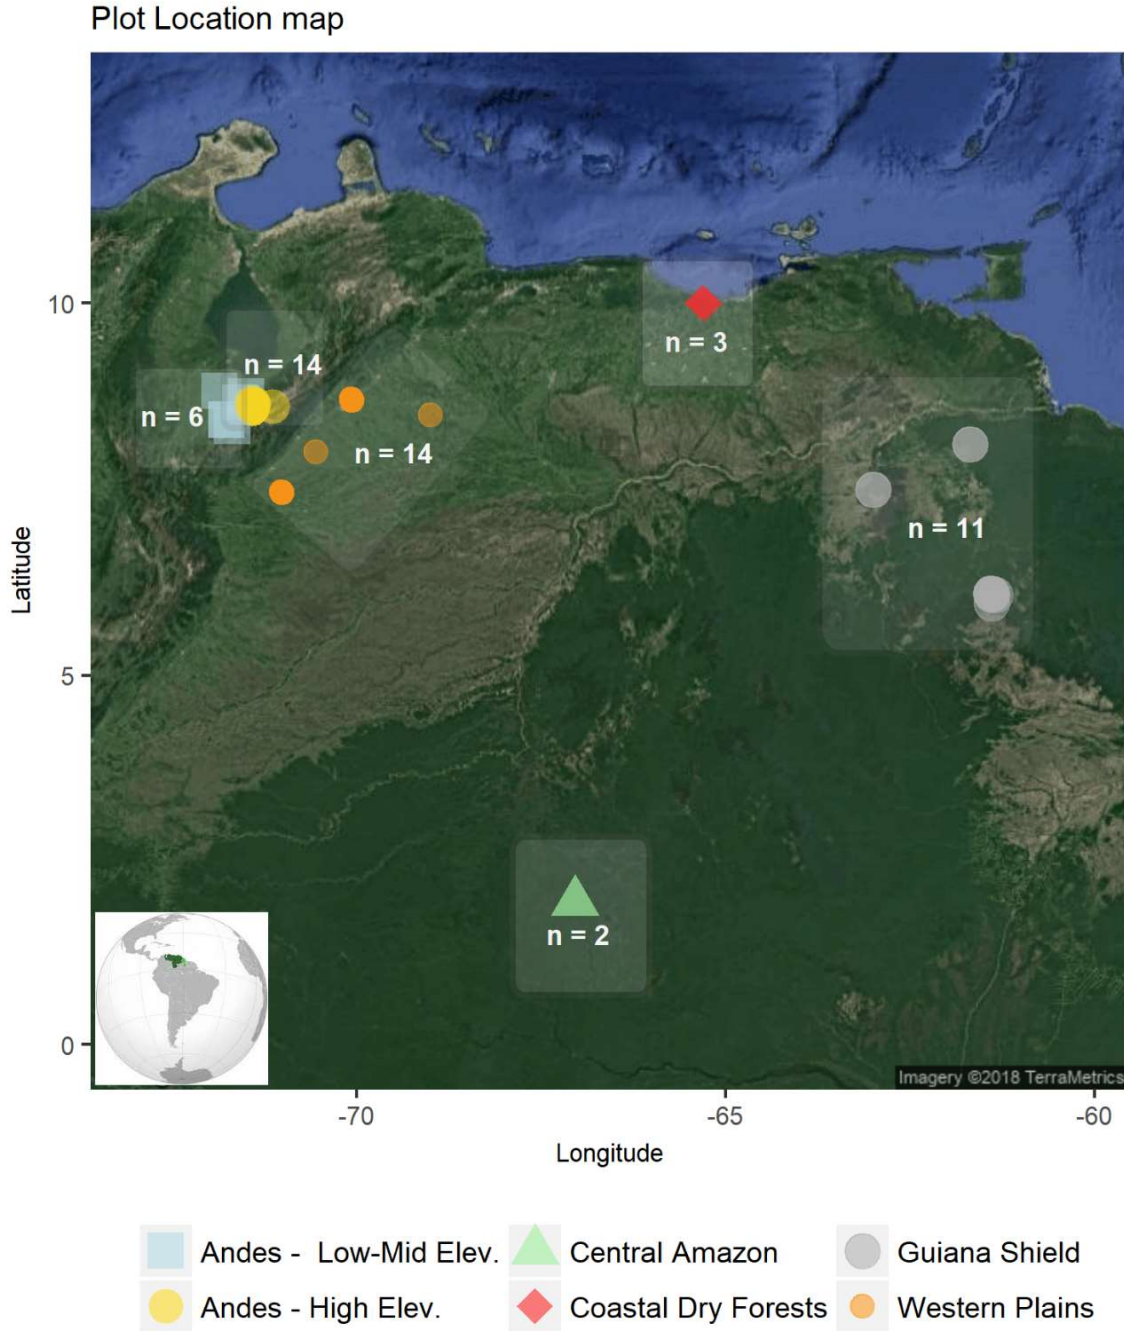 Plot Location map
10
5
0
Latitude
n = 3
n = 14
n = 6
n = 14
n = 11
n = 2
Imagery ©2018 TerraMetrics
-70
-65
-60
Longitude
Andes - Low-Mid Elev.
Central Amazon
Guiana Shield
Andes - High Elev.
Coastal Dry Forests
Western Plains